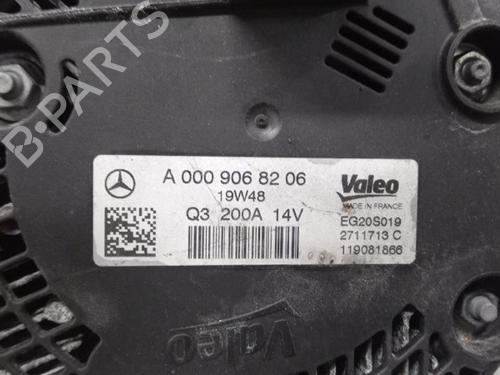 B-PARTS
A 000 906 82 06
19W48
Q3 200A 14V
Valeo
MADE IN FRANCE
EG20S019
2711713 C
119081866
Valeo